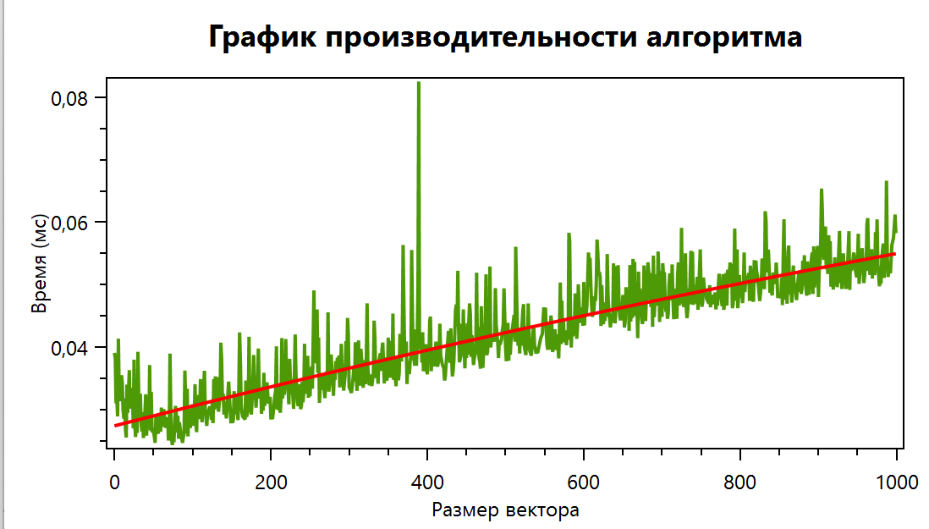 График производительности алгоритма
0,08
0,06
0,04
Время (мс)
0 200 400 600 800 1000
Размер вектора